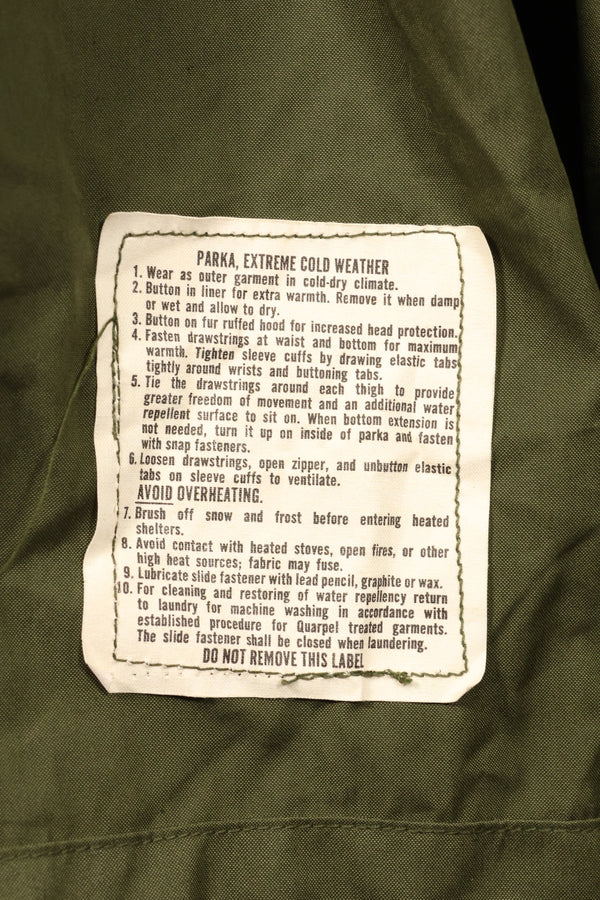 PARKA, EXTREME COLD WEATHER
1. Wear as outer garment in cold-dry climate.
2. Button in liner for extra warmth. Remove it when damp
or wet and allow to dry.
3. Button on fur ruffed hood for increased head protection.
4. Fasten drawstrings at waist and bottom for maximum
warmth. Tighten sleeve cuffs by drawing elastic tabs
tightly around wrists and buttoning tabs.
5. Tie the drawstrings around each thigh to provide
greater freedom of movement and an additional water
repellent surface to sit on. When bottom extension is
not needed, turn it up on inside of parka and fasten
with snap fasteners.
6. Loosen drawstrings, open zipper, and unbutton elastic
tabs on sleeve cuffs to ventilate.
AVOID OVERHEATING.
7. Brush off snow and frost before entering heated
shelters.
8. Avoid contact with heated stoves, open fires, or other
high heat sources; fabric may fuse.
9. Lubricate slide fastener with lead pencil, graphite or wax.
10. For cleaning and restoring of water repellency return
to laundry for machine washing in accordance with
established procedure for Quarpel treated garments.
The slide fastener shall be closed when laundering.
DO NOT REMOVE THIS LABEL